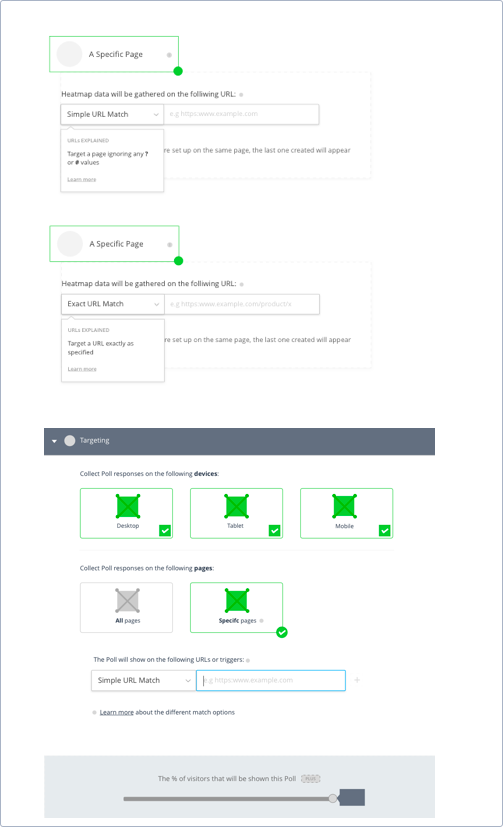 A Specific Page
Heatmap data will be gathered on the folliwing URL:
Simple URL Match
e.g https:www.example.com
URLs EXPLAINED
Target a page ignoring any ?
or # values
re set up on the same page, the last one created will appear
Learn more
A Specific Page
Heatmap data will be gathered on the folliwing URL:
Exact URL Match
e.g https:www.example.com/product/x
URLs EXPLAINED
Target a URL exactly as
specified
re set up on the same page, the last one created will appear
Learn more
Targeting
Collect Poll responses on the following devices:
Desktop
Tablet
Mobile
Collect Poll responses on the following pages:
All pages
Specifc pages
The Poll will show on the following URLs or triggers:
Simple URL Match
e.g https:www.example.com
Learn more about the different match options
The % of visitors that will be shown this Poll